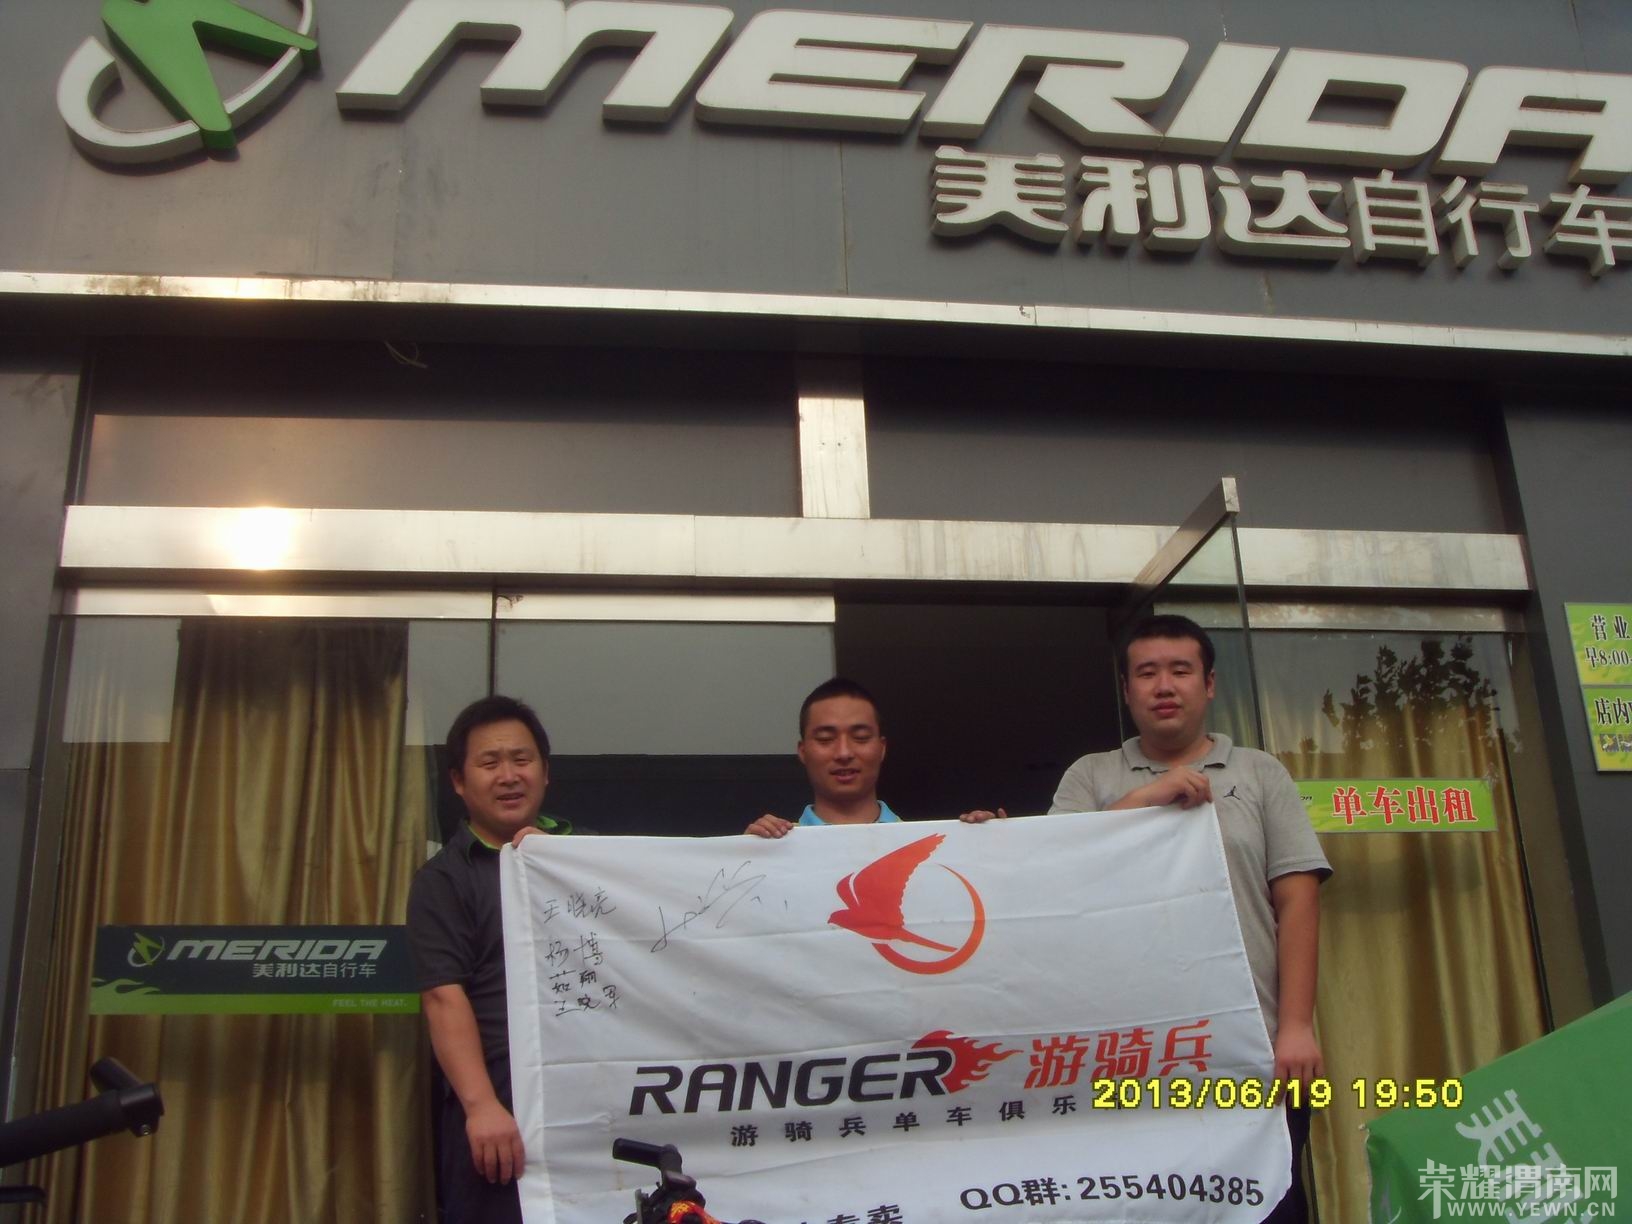 MERIDA
美利达自行车
营业
早8:00-
店内
单车出租
MERIDA
美利达自行车
FEEL THE HEAT.
王晓亮
杨博
茹翔
王晓军
RANGER 游骑兵
游骑兵单车俱乐
QQ群:255404385
专卖
2013/06/19 19:50
荣耀渭南网
WWW.YEWN.CN